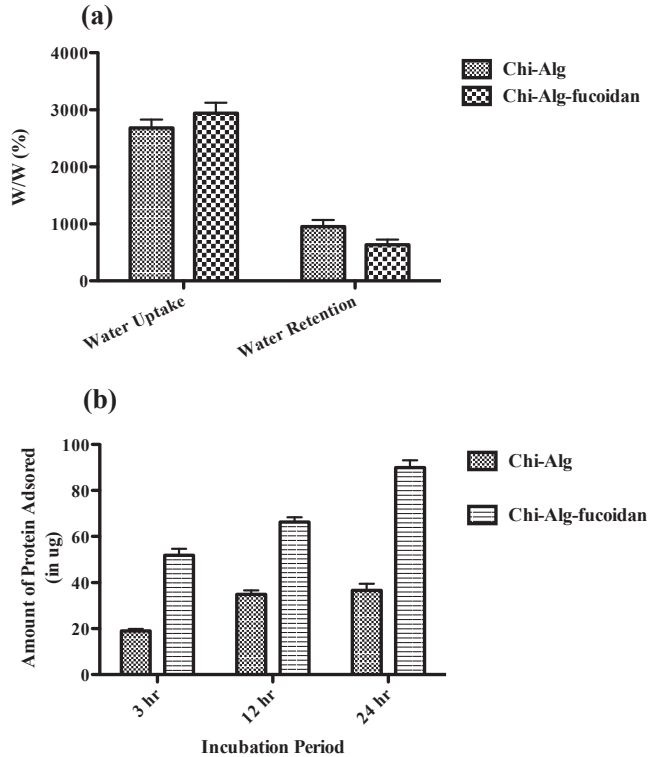 (a)
4000
3000
2000
1000
0
W/W (%)
Water Uptake
Water Retention
Chi-Alg
Chi-Alg-fucoidan
(b)
100
80
60
40
20
0
Amount of Protein Adsored
(in ug)
3 hr
12 hr
24 hr
Incubation Period
Chi-Alg
Chi-Alg-fucoidan